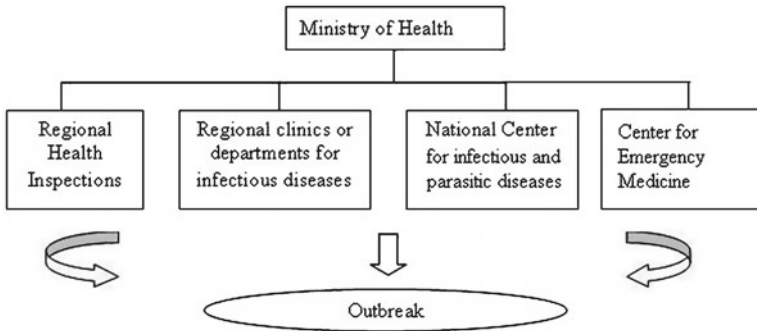 Ministry of Health
Regional
Health
Inspections
Regional clinics or
departments for
infectious diseases
National Center
for infectious and
parasitic diseases
Center for
Emergency
Medicine
Outbreak